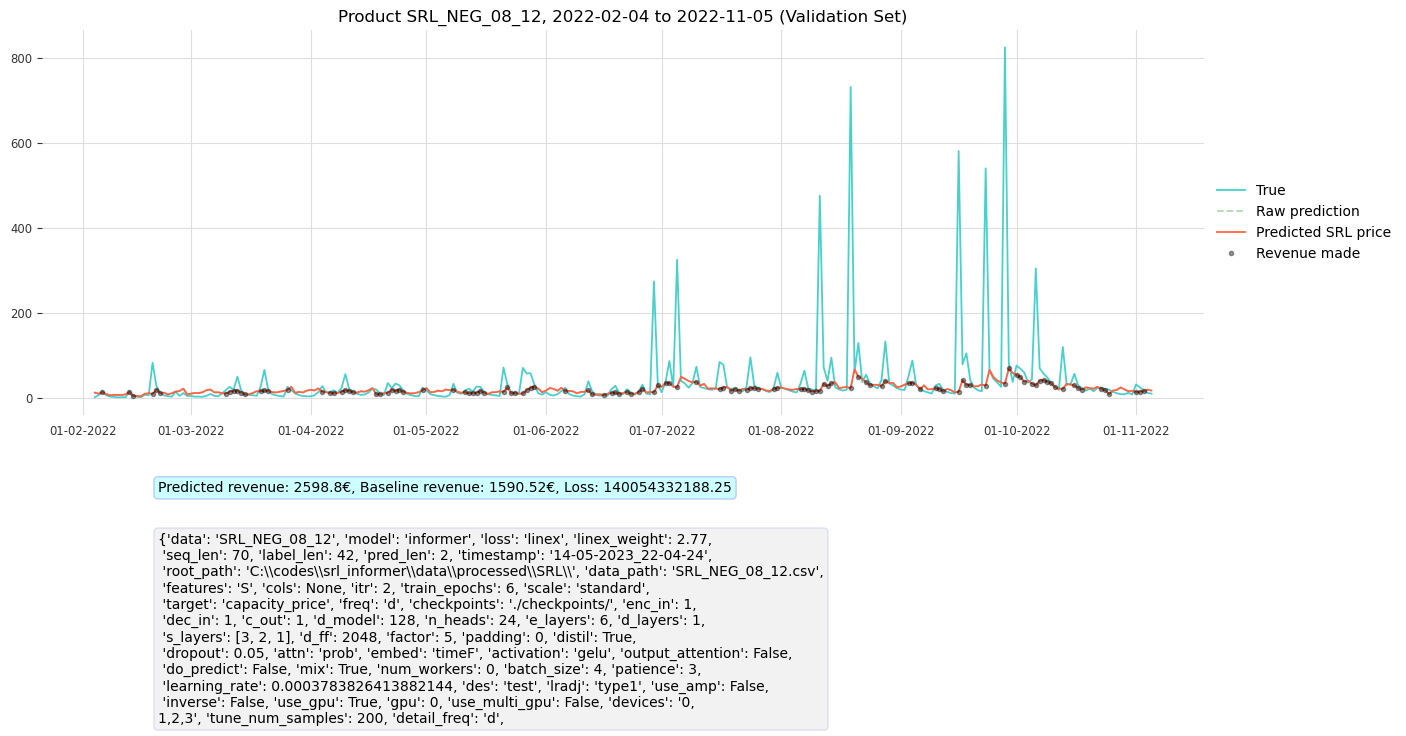 Product SRL_NEG_08_12, 2022-02-04 to 2022-11-05 (Validation Set)
800
600
400
200
0
01-02-2022 01-03-2022 01-04-2022 01-05-2022 01-06-2022 01-07-2022 01-08-2022 01-09-2022 01-10-2022 01-11-2022
True
Raw prediction
Predicted SRL price
Revenue made
Predicted revenue: 2598.8€, Baseline revenue: 1590.52€, Loss: 140054332188.25
{'data': 'SRL_NEG_08_12', 'model': 'informer', 'loss': 'linex', 'linex_weight': 2.77,
'seq_len': 70, 'label_len': 42, 'pred_len': 2, 'timestamp': '14-05-2023_22-04-24',
'root_path': 'C:\\codes\\srl_informer\\data\\processed\\SRL\\', 'data_path': 'SRL_NEG_08_12.csv',
'features': 'S', 'cols': None, 'itr': 2, 'train_epochs': 6, 'scale': 'standard',
'target': 'capacity_price', 'freq': 'd', 'checkpoints': './checkpoints/', 'enc_in': 1,
'dec_in': 1, 'c_out': 1, 'd_model': 128, 'n_heads': 24, 'e_layers': 6, 'd_layers': 1,
's_layers': [3, 2, 1], 'd_ff': 2048, 'factor': 5, 'padding': 0, 'distil': True,
'dropout': 0.05, 'attn': 'prob', 'embed': 'timeF', 'activation': 'gelu', 'output_attention': False,
'do_predict': False, 'mix': True, 'num_workers': 0, 'batch_size': 4, 'patience': 3,
'learning_rate': 0.0003783826413882144, 'des': 'test', 'lradj': 'type1', 'use_amp': False,
'inverse': False, 'use_gpu': True, 'gpu': 0, 'use_multi_gpu': False, 'devices': '0,
1,2,3', 'tune_num_samples': 200, 'detail_freq': 'd',